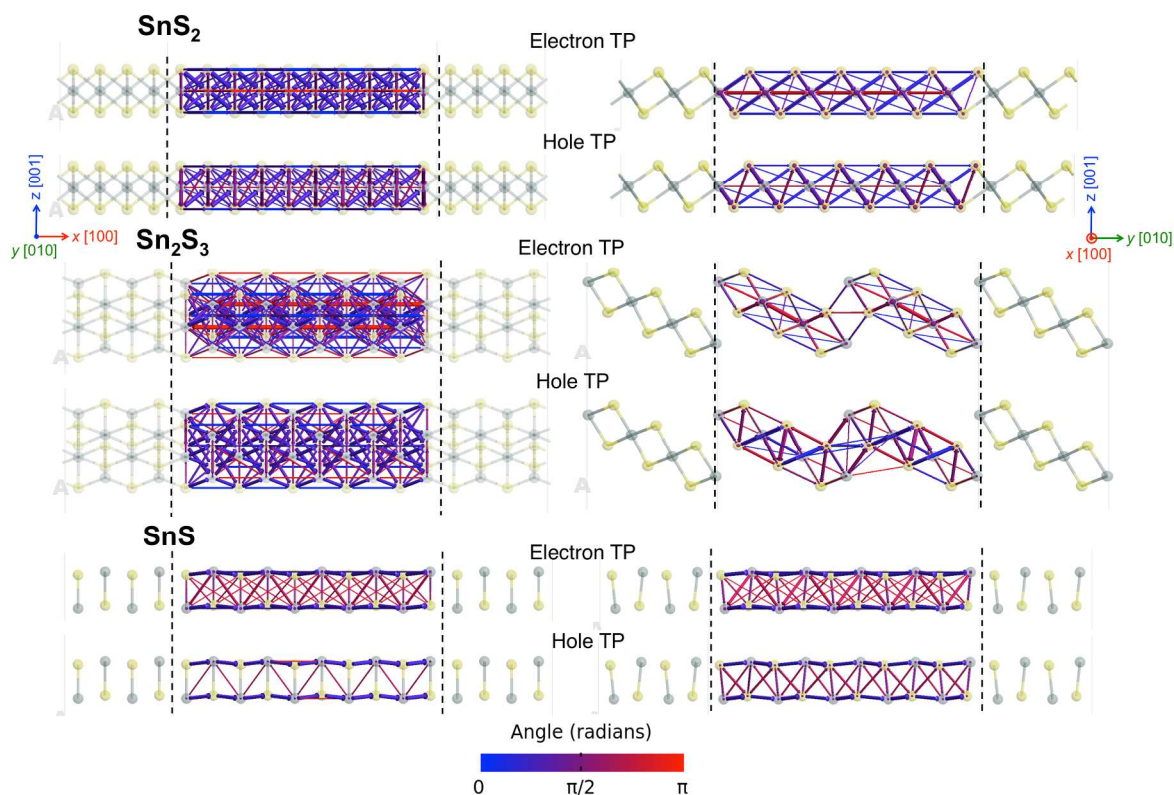 SnS2
Electron TP
A
Hole TP
A
z [001]
x [100]
y [010]
z [001]
y [010]
x [100]
Sn2S3
Electron TP
A
A
Hole TP
A
A
SnS
Electron TP
Hole TP
Angle (radians)
0
π/2
π